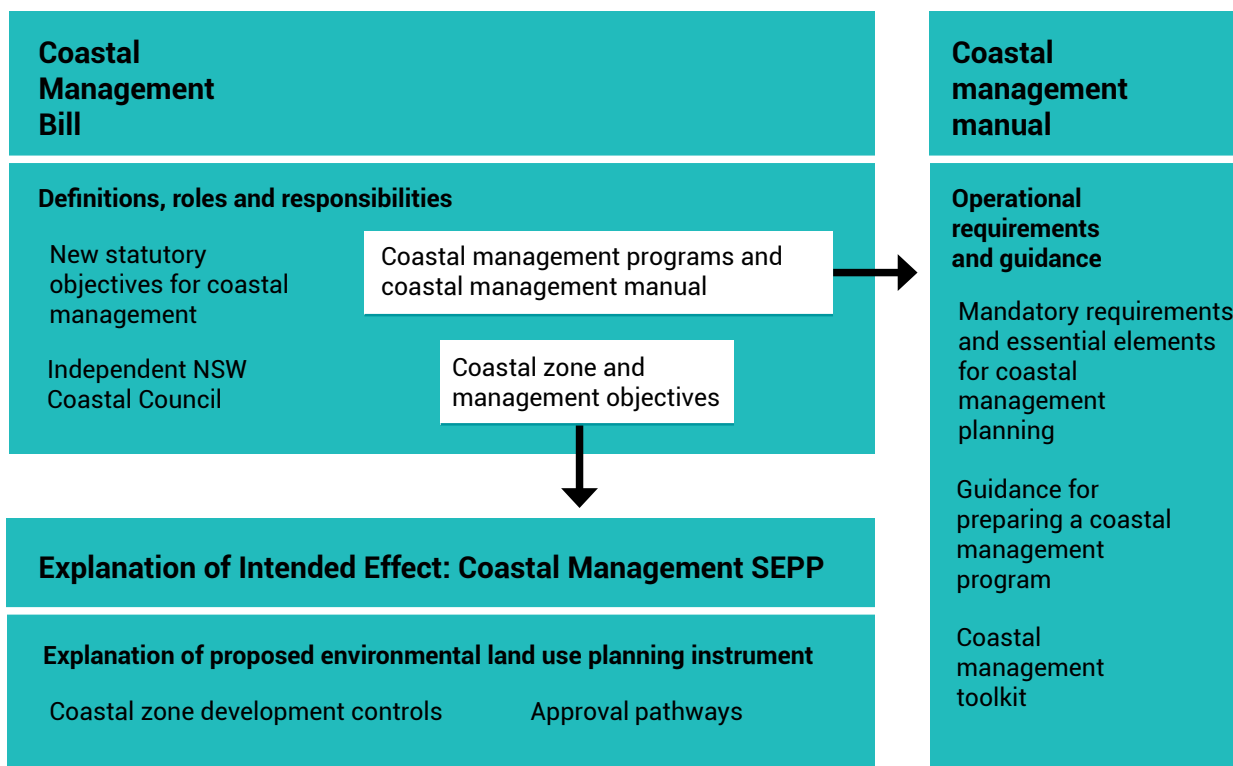 Coastal
Management
Bill
Definitions, roles and responsibilities
New statutory
objectives for coastal
management
Coastal management programs and
coastal management manual
Independent NSW
Coastal Council
Coastal zone and
management objectives
Explanation of Intended Effect: Coastal Management SEPP
Explanation of proposed environmental land use planning instrument
Coastal zone development controls
Approval pathways
Coastal
management
manual
Operational
requirements
and guidance
Mandatory requirements
and essential elements
for coastal
management
planning
Guidance for
preparing a coastal
management
program
Coastal
management
toolkit